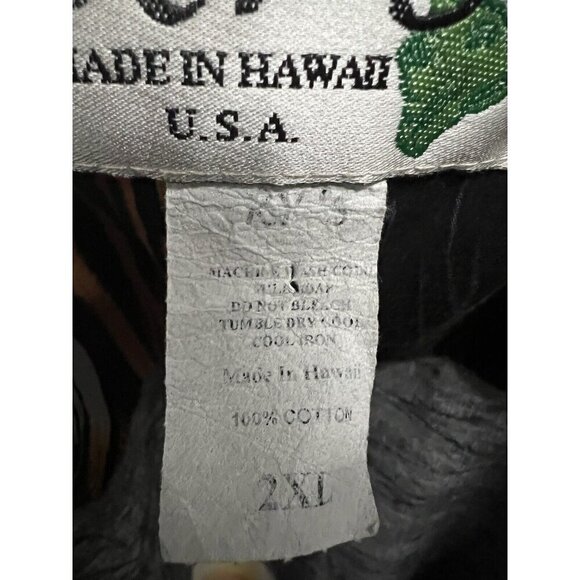 MADE IN HAWAII
U.S.A.
MACHINE WASH COLD
DO NOT BLEACH
TUMBLE DRY COOL
COOL IRON
Made In Hawaii
100% COTTON
2XL